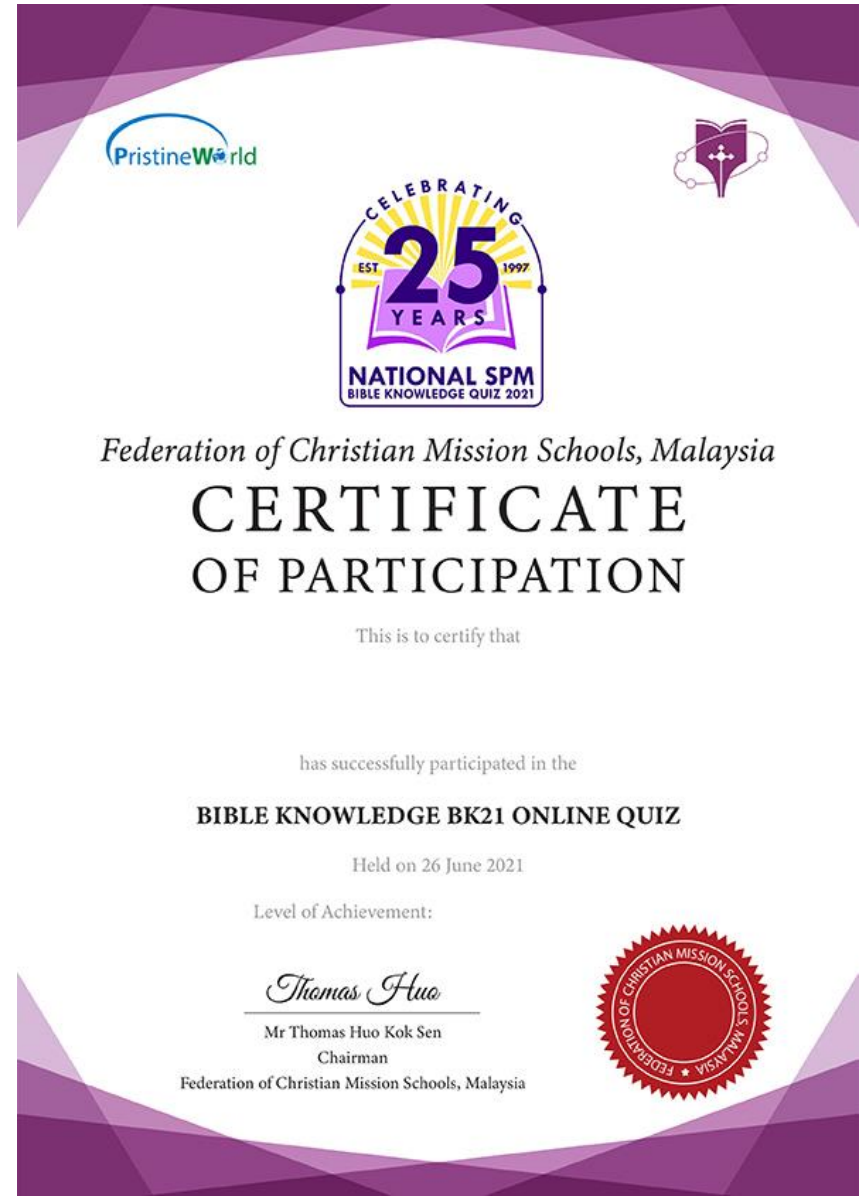 PristineWorld
CELEBRATING
EST 1997
25
YEARS
NATIONAL SPM
BIBLE KNOWLEDGE QUIZ 2021
Federation of Christian Mission Schools, Malaysia
CERTIFICATE
OF PARTICIPATION
This is to certify that
has successfully participated in the
BIBLE KNOWLEDGE BK21 ONLINE QUIZ
Held on 26 June 2021
Level of Achievement:
Thomas Huo
Mr Thomas Huo Kok Sen
Chairman
Federation of Christian Mission Schools, Malaysia
FEDERATION OF CHRISTIAN MISSION SCHOOLS, MALAYSIA